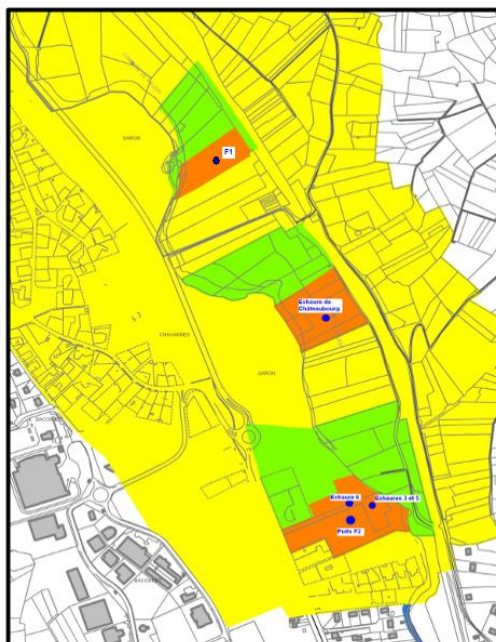 GARON
F1
Exhaure de
Châteaubourg
CHAVANNES
GARON
Exhaure 6
Exhaures 3 et 5
Puits P2